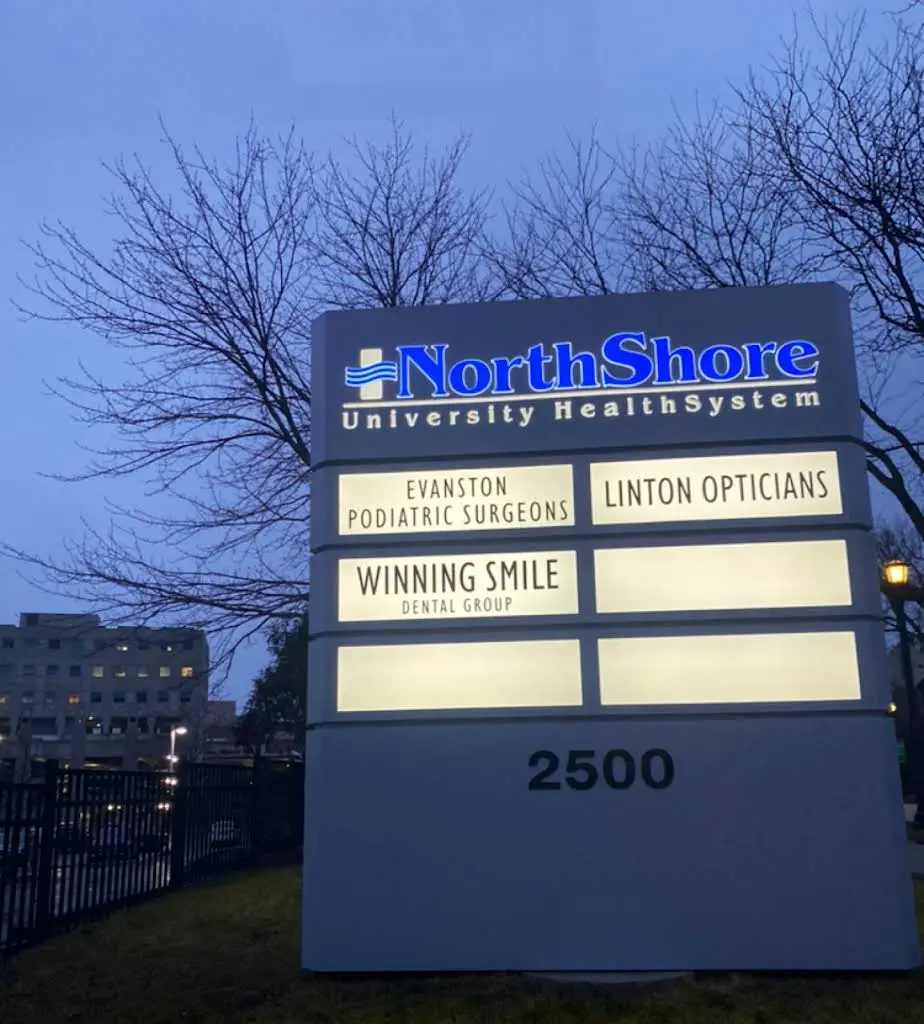 NorthShore
University HealthSystem
EVANSTON
PODIATRIC SURGEONS
LINTON OPTICIANS
WINNING SMILE
DENTAL GROUP
2500